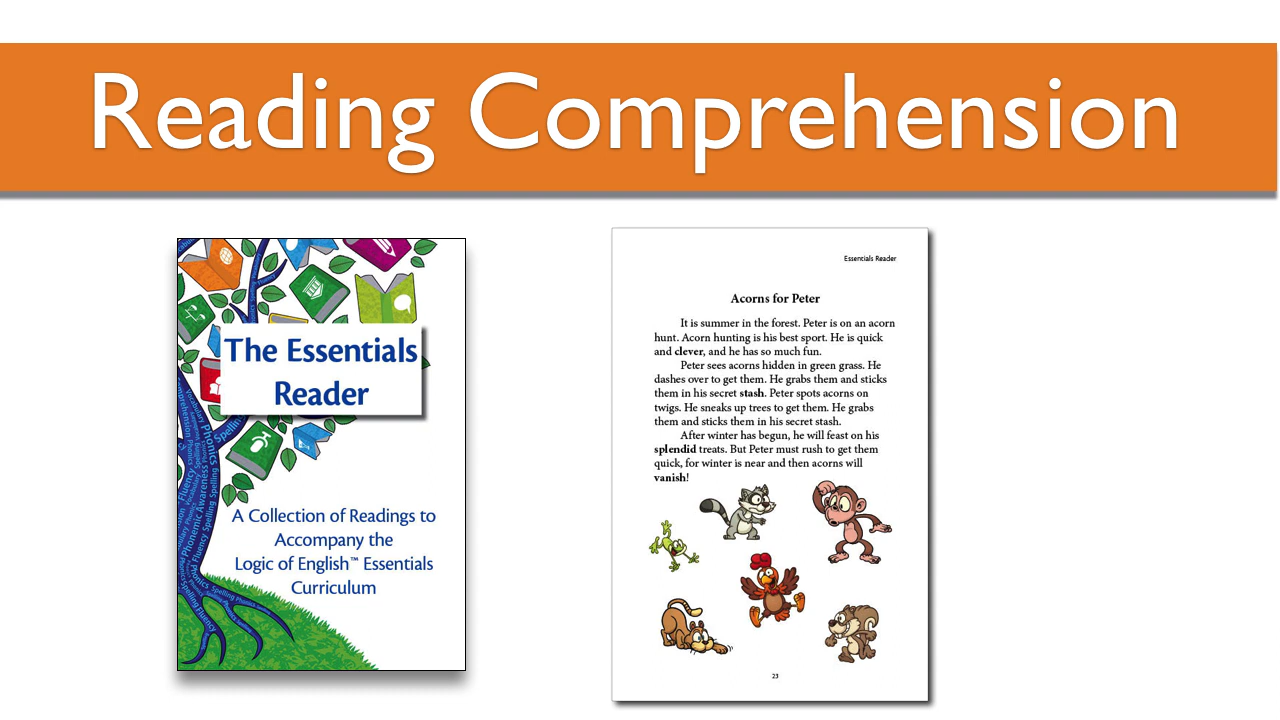 Reading Comprehension
The Essentials
Reader
A Collection of Readings to
Accompany the
Logic of English™ Essentials
Curriculum
Essentials Reader
Acorns for Peter
It is summer in the forest. Peter is on an acorn
hunt. Acorn hunting is his best sport. He is quick
and clever, and he has so much fun.
Peter sees acorns hidden in green grass. He
dashes over to get them. He grabs them and sticks
them in his secret stash. Peter spots acorns on
twigs. He sneaks up trees to get them. He grabs
them and sticks them in his secret stash.
After winter has begun, he will feast on his
splendid treats. But Peter must rush to get them
quick, for winter is near and then acorns will
vanish!
23